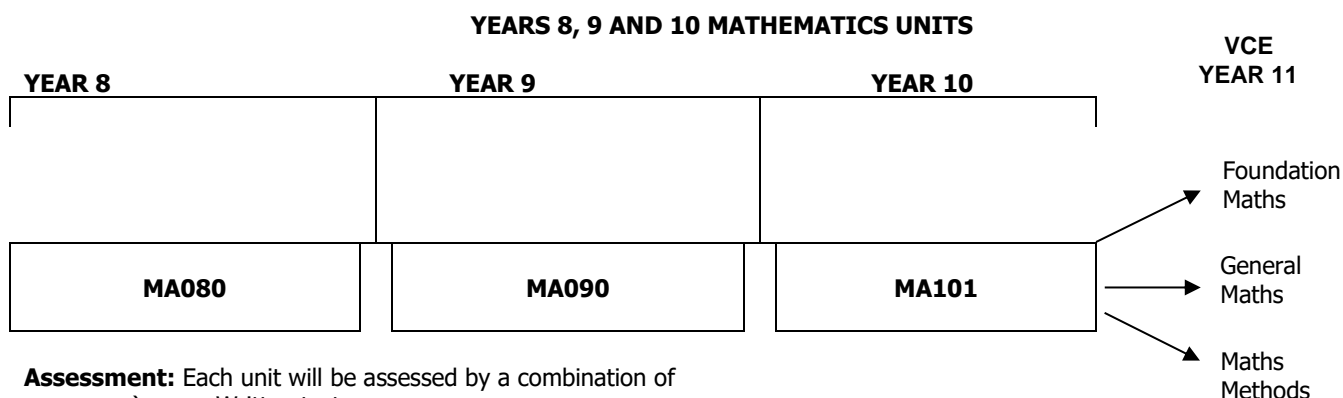 YEARS 8, 9 AND 10 MATHEMATICS UNITS
VCE
YEAR 11
YEAR 8
YEAR 9
YEAR 10
Foundation
Maths
MA080
MA090
MA101
General
Maths
Maths
Methods
Assessment: Each unit will be assessed by a combination of